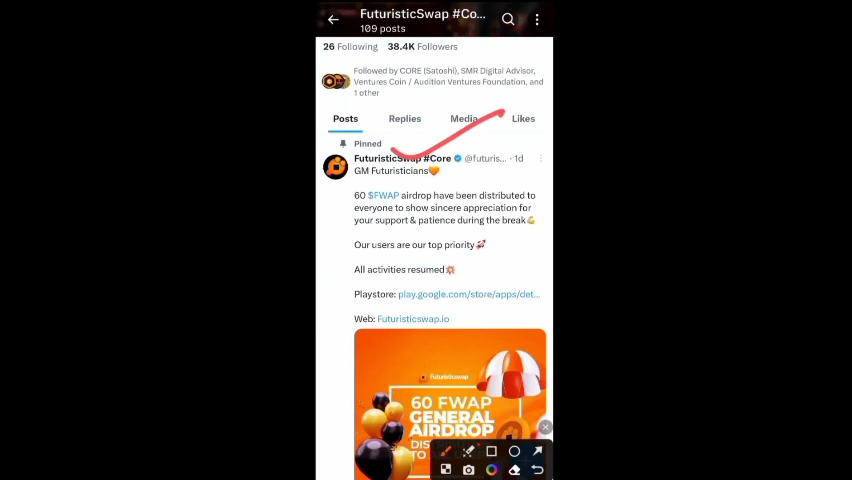 FuturisticSwap #Co...
109 posts
26 Following 38.4K Followers
Followed by CORE (Satoshi), SMR Digital Advisor,
Ventures Coin / Audition Ventures Foundation, and
1 other
Posts Replies Media Likes
Pinned
FuturisticSwap #Core @futuris... · 1d
GM Futuristicians🧡
60 $FWAP airdrop have been distributed to
everyone to show sincere appreciation for
your support & patience during the break💪
Our users are our top priority🚀
All activities resumed💥
Playstore: play.google.com/store/apps/det...
Web: Futuristicswap.io
Futuristicswap
60 FWAP
GENERAL
AIRDROP